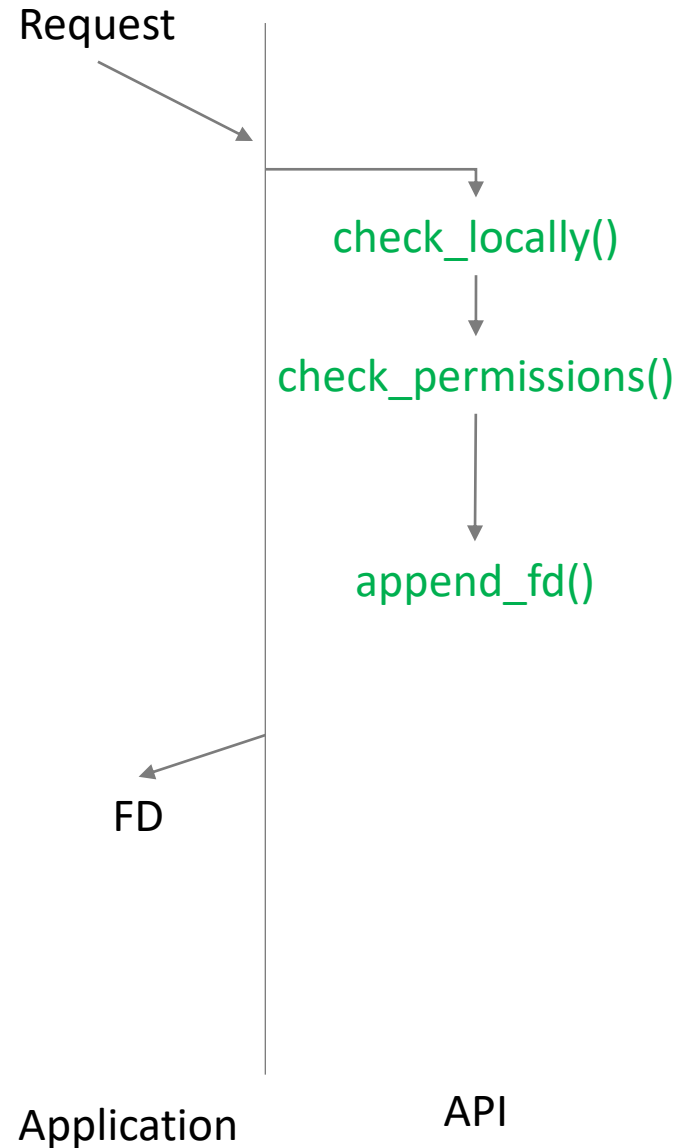 Request
check_locally()
check_permissions()
append_fd()
FD
Application
API